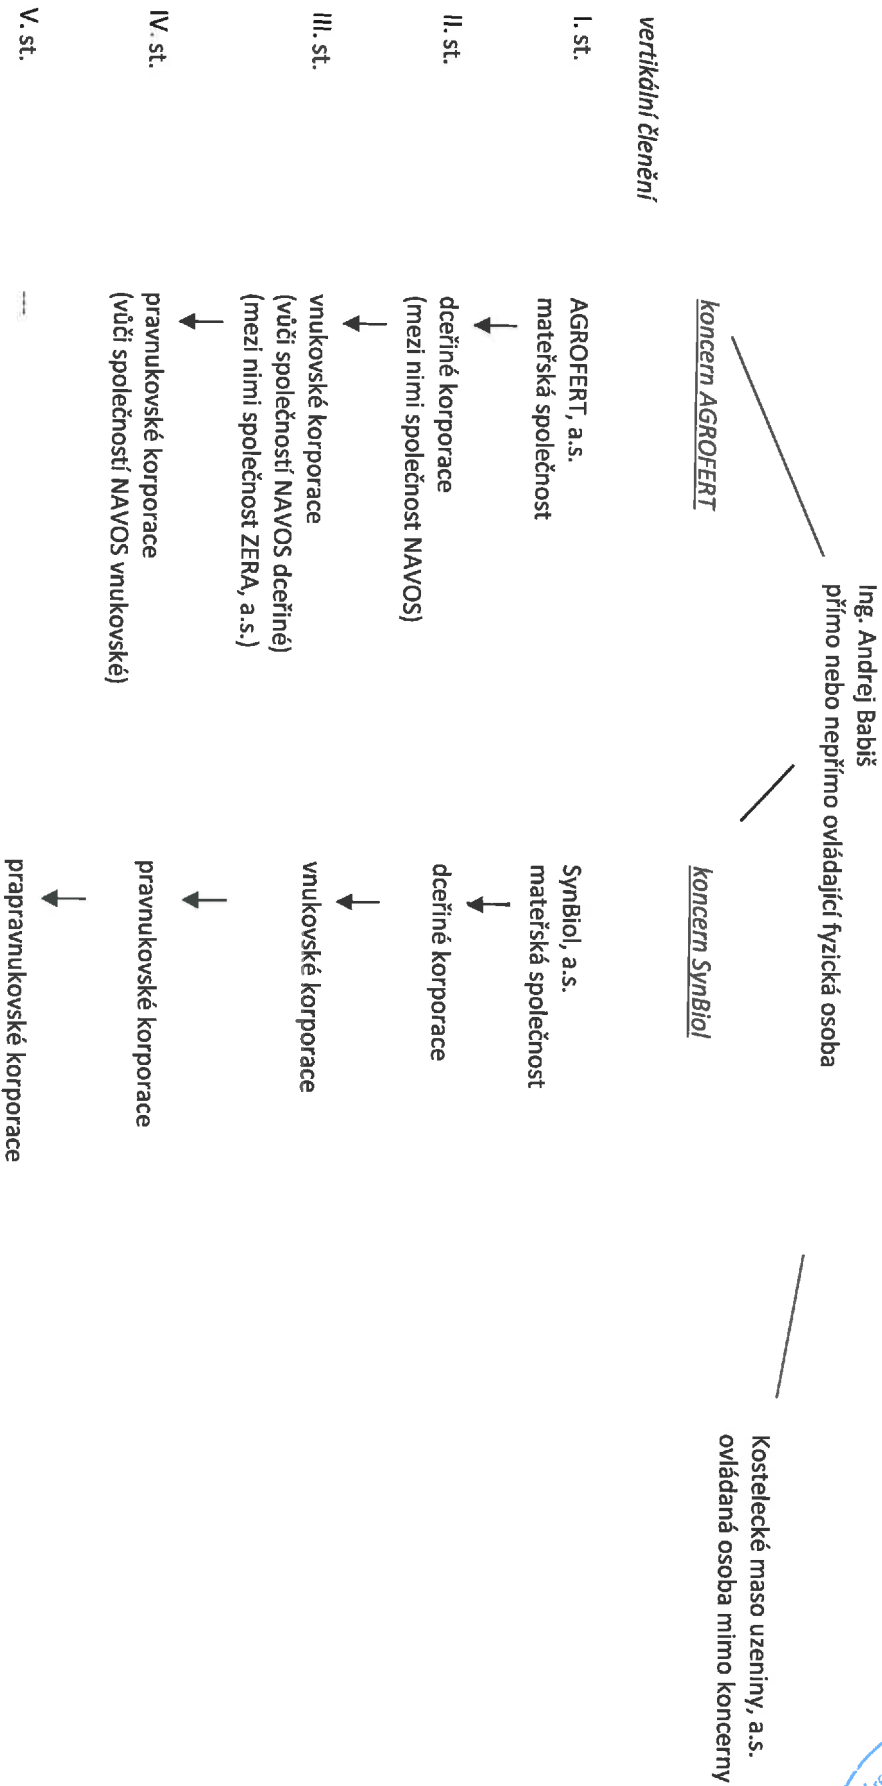 Ing. Andrej Babiš
přímo nebo nepřímo ovládající fyzická osoba
Kostelecké maso uzeniny, a.s.
ovládaná osoba mimo koncerny
koncern AGROFERT
koncern SynBiol
vertikální členění
I. st.
AGROFERT, a.s.
mateřská společnost
SynBiol, a.s.
mateřská společnost
II. st.
dceřiné korporace
(mezi nimi společnost NAVOS)
dceřiné korporace
III. st.
vnukovské korporace
(vůči společností NAVOS dceřiné)
(mezi nimi společnost ZERA, a.s.)
vnukovské korporace
IV. st.
pravnukovské korporace
(vůči společností NAVOS vnukovské)
pravnukovské korporace
V. st.
---
prapravnukovské korporace